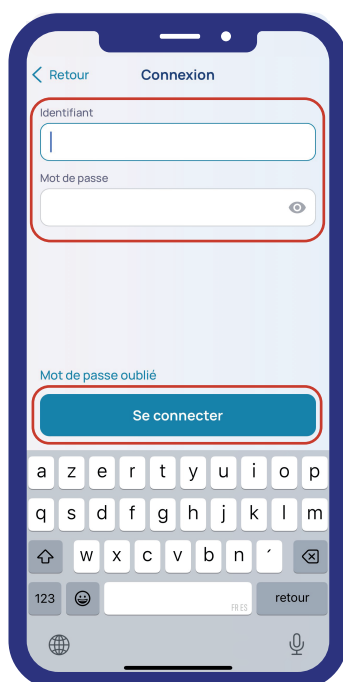 Retour Connexion
Identifiant
Mot de passe
Mot de passe oublié
Se connecter
a z e r t y u i o p
q s d f g h j k l m
w x c v b n ´
123 FR ES retour